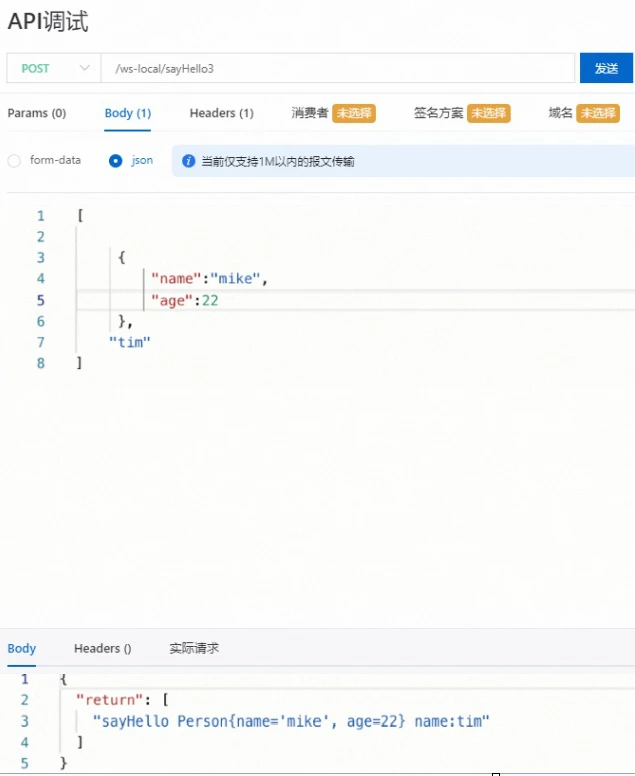 API调试
POST /ws-local/sayHello3 发送
Params (0) Body (1) Headers (1) 消费者 未选择 签名方案 未选择 域名 未选择
form-data json 当前仅支持1M以内的报文传输
1 [
2
3 {
4 "name":"mike",
5 "age":22
6 },
7 "tim"
8 ]
Body Headers () 实际请求
1 {
2 "return": [
3 "sayHello Person{name='mike', age=22} name:tim"
4 ]
5 }